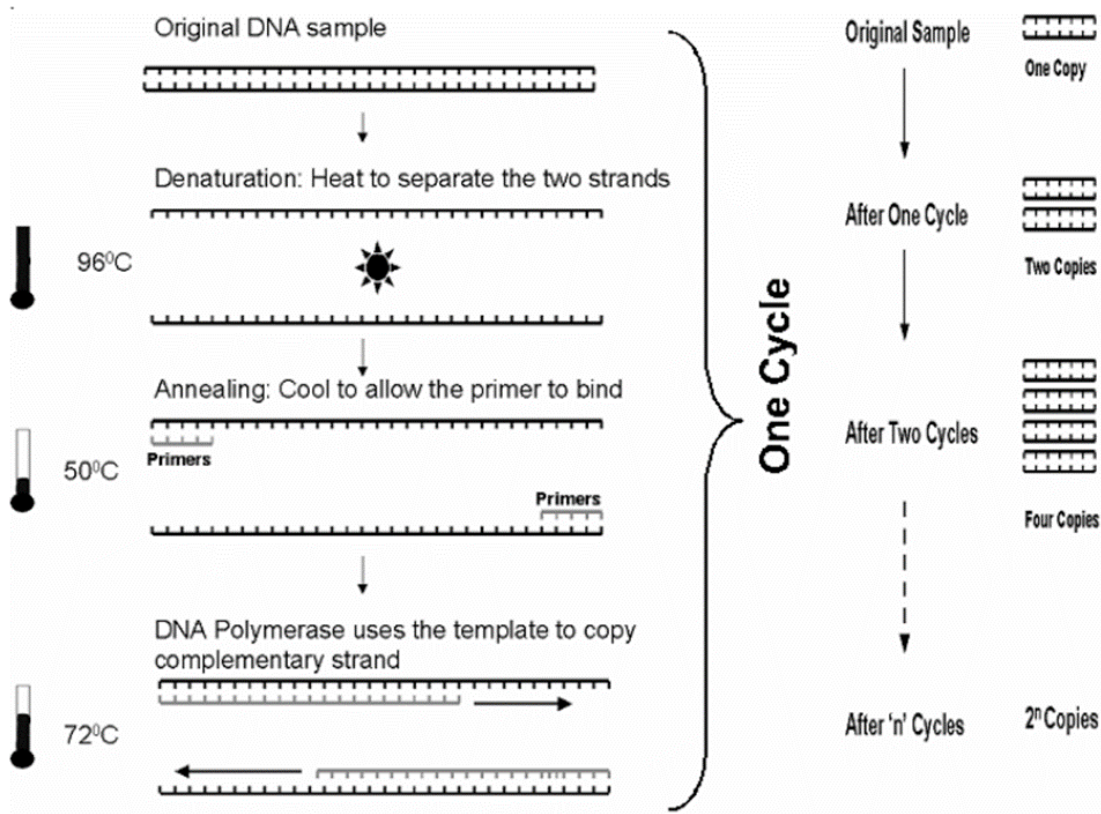 Original DNA sample
Denaturation: Heat to separate the two strands
96⁰C
Annealing: Cool to allow the primer to bind
Primers
50⁰C
Primers
DNA Polymerase uses the template to copy
complementary strand
72⁰C
One Cycle
Original Sample
One Copy
After One Cycle
Two Copies
After Two Cycles
Four Copies
After ‘n’ Cycles
2ⁿ Copies